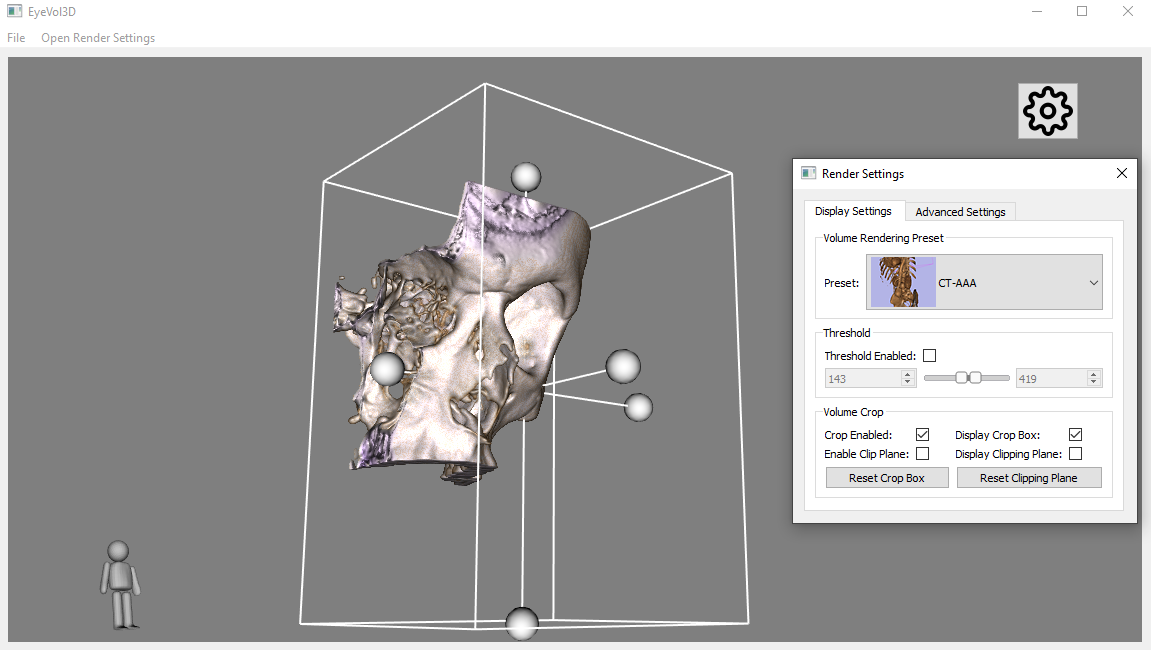 EyeVol3D
File Open Render Settings
Render Settings
Display Settings Advanced Settings
Volume Rendering Preset
Preset: CT-AAA
Threshold
Threshold Enabled:
143 419
Volume Crop
Crop Enabled: Display Crop Box:
Enable Clip Plane: Display Clipping Plane:
Reset Crop Box Reset Clipping Plane